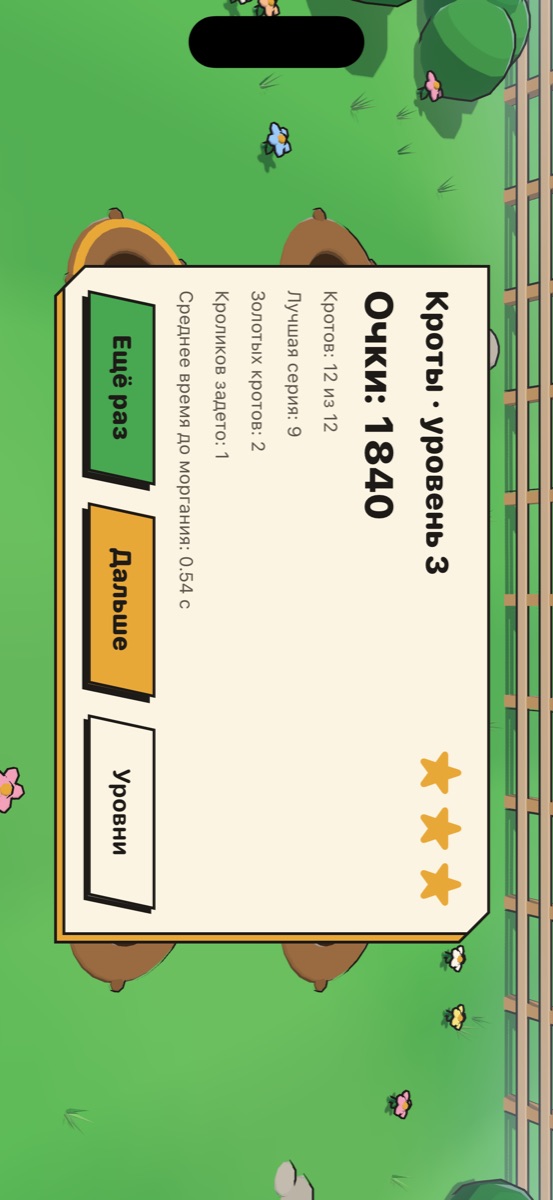 Кроты · уровень 3
Очки: 1840
Кротов: 12 из 12
Лучшая серия: 9
Золотых кротов: 2
Кроликов задето: 1
Среднее время до моргания: 0.54 с
Ещё раз
Дальше
Уровни